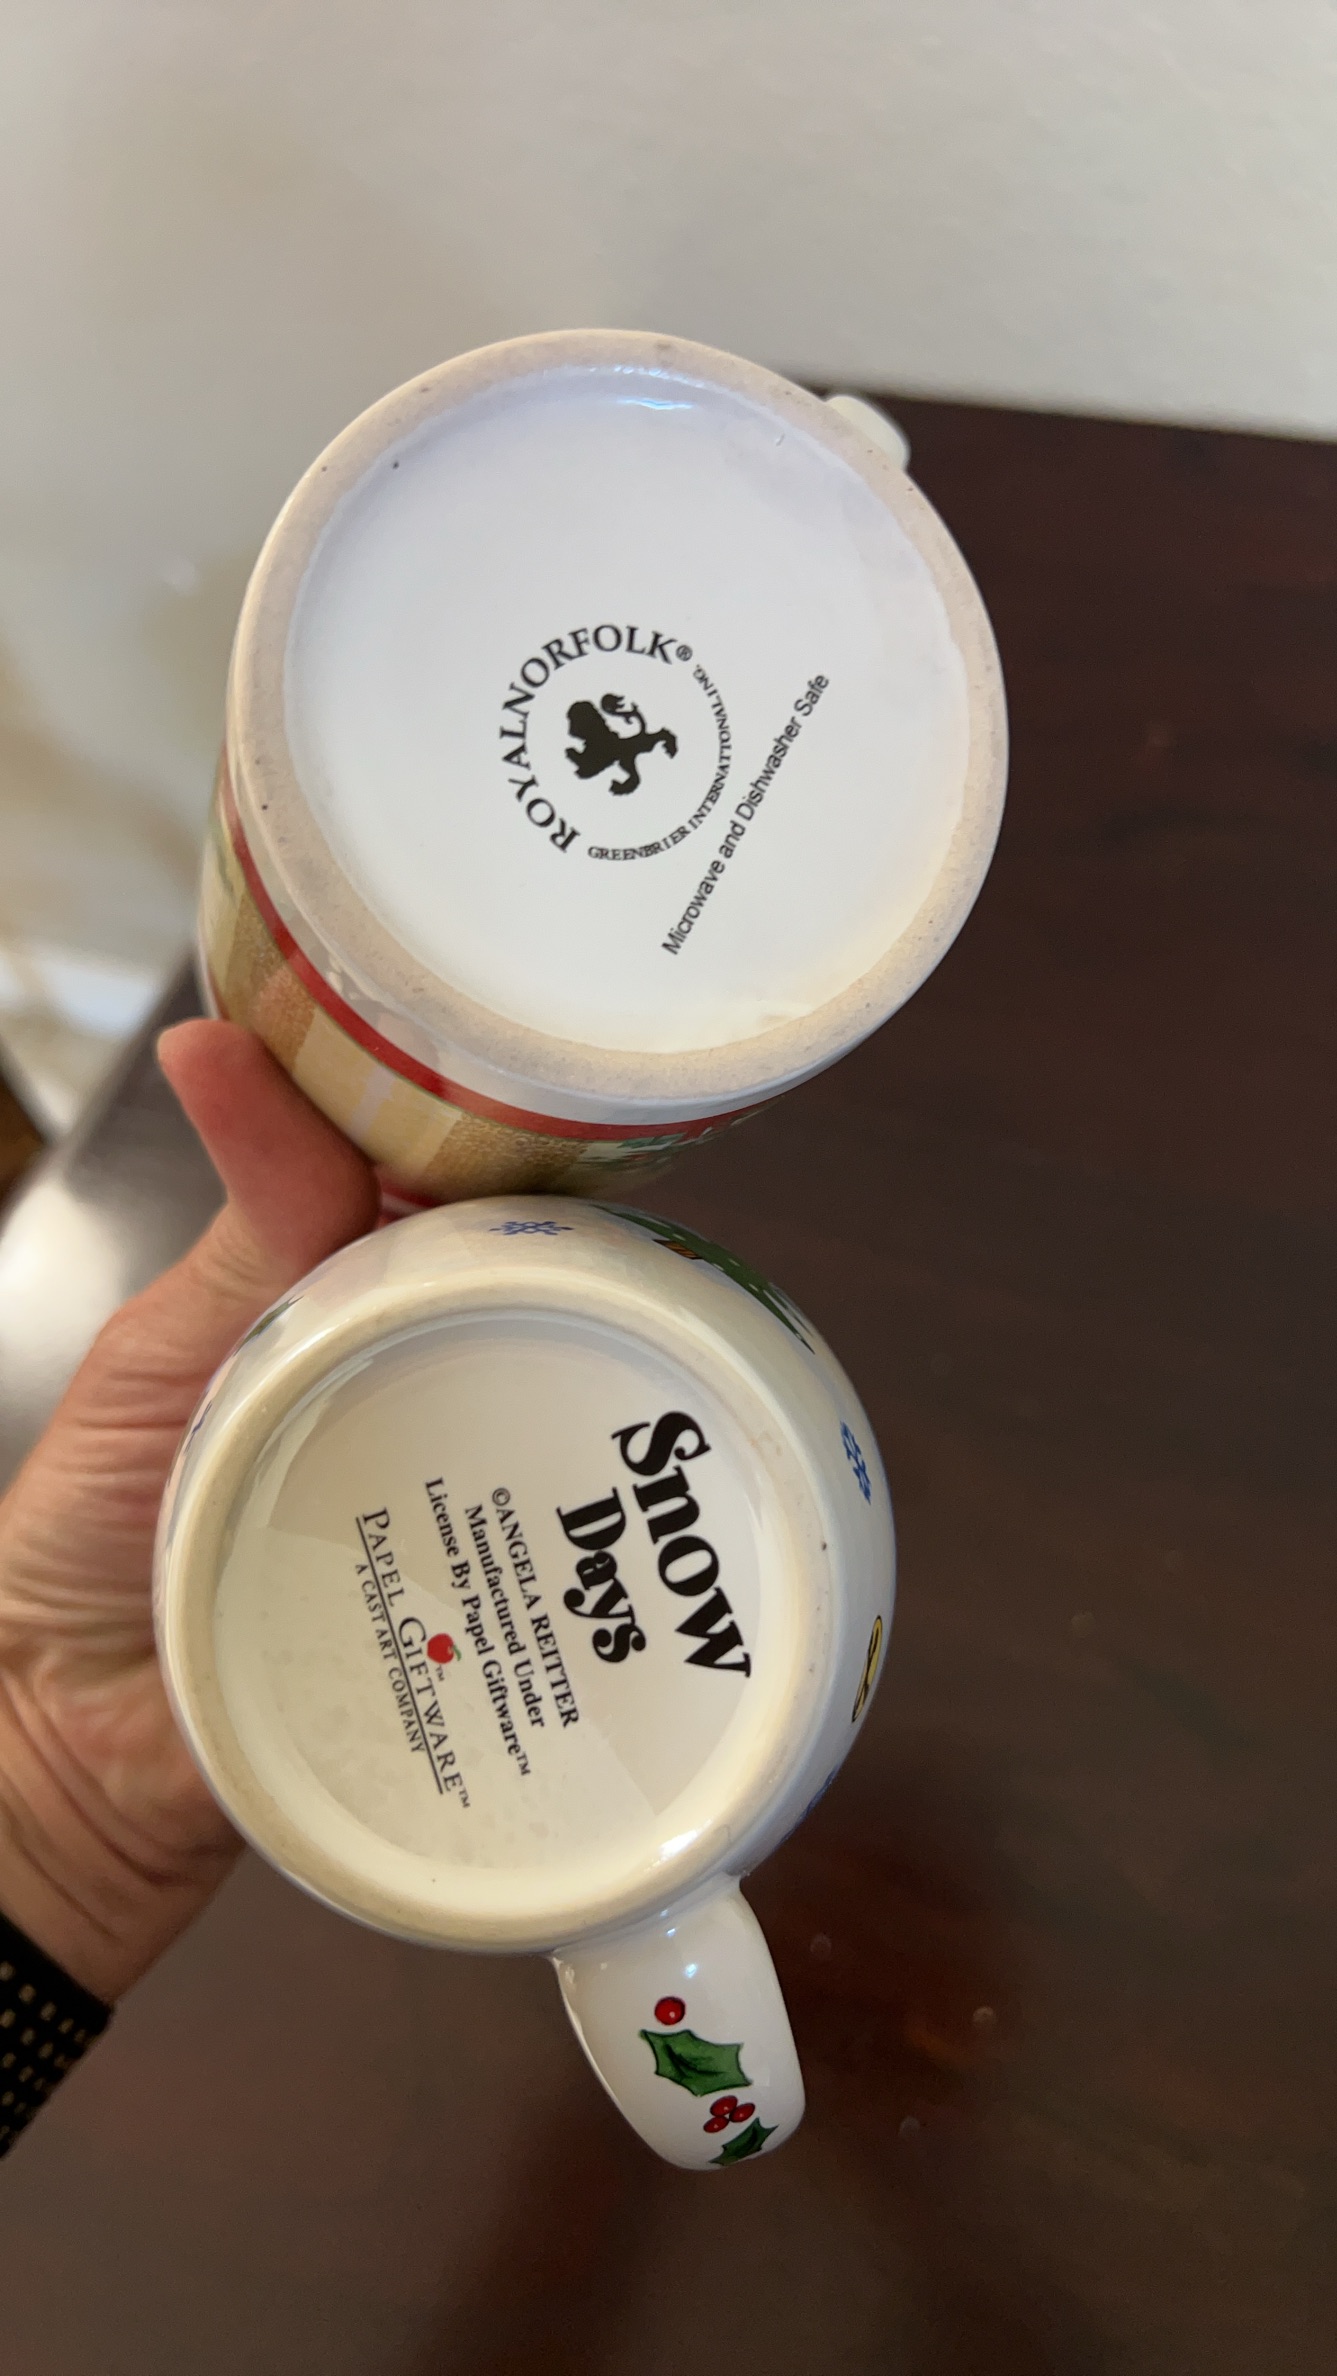 ROYALNORFOLK®
GREENBRIER INTERNATIONAL, INC.
Microwave and Dishwasher Safe
Snow
Days
©ANGELA REITTER
Manufactured Under
License By Papel Giftware™
PAPEL GIFTWARE™
A CAST ART COMPANY